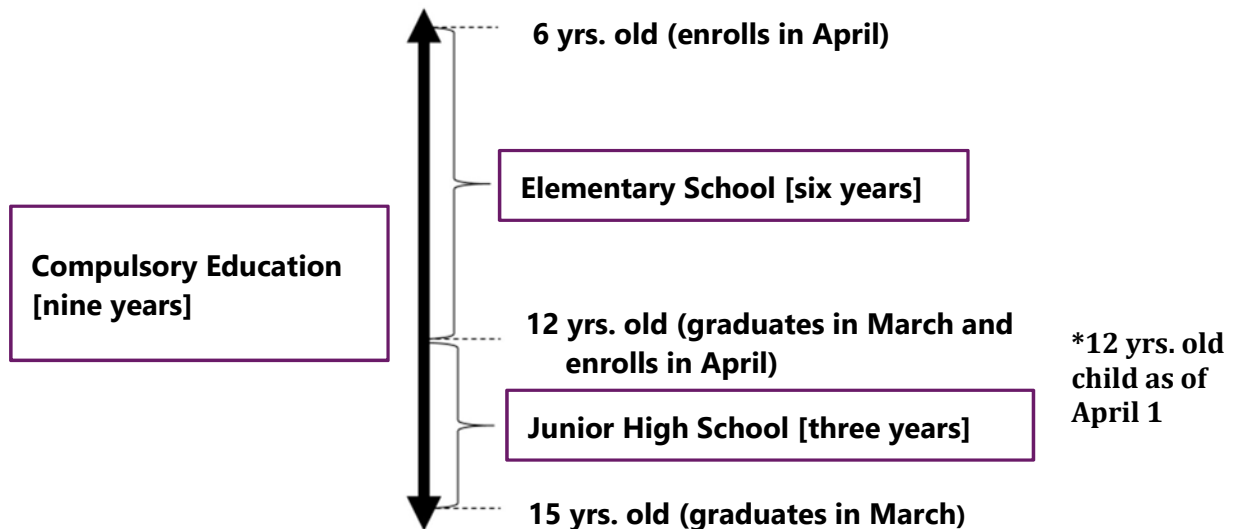 6 yrs. old (enrolls in April)
Elementary School [six years]
Compulsory Education
[nine years]
12 yrs. old (graduates in March and
enrolls in April)
*12 yrs. old
child as of
April 1
Junior High School [three years]
15 yrs. old (graduates in March)